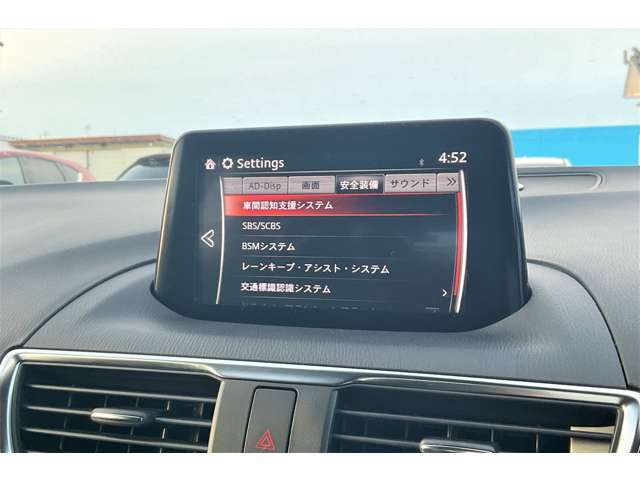 Settings 4:52
AD-Disp 画面 安全装備 サウンド »
車間認知支援システム
SBS/SCBS
BSMシステム
レーンキープ・アシスト・システム
交通標識認識システム